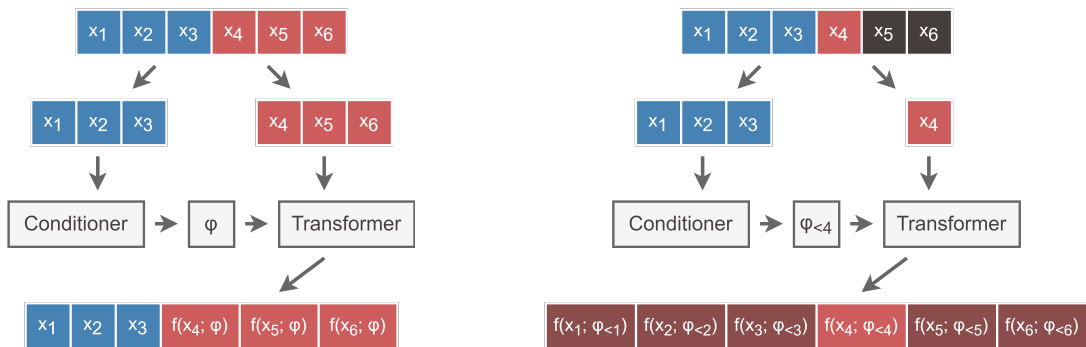 x1 x2 x3 x4 x5 x6
x1 x2 x3
x4 x5 x6
Conditioner
φ
Transformer
x1 x2 x3 f(x4; φ) f(x5; φ) f(x6; φ)
x1 x2 x3 x4 x5 x6
x1 x2 x3
x4
Conditioner
φ<4
Transformer
f(x1; φ<1) f(x2; φ<2) f(x3; φ<3) f(x4; φ<4) f(x5; φ<5) f(x6; φ<6)